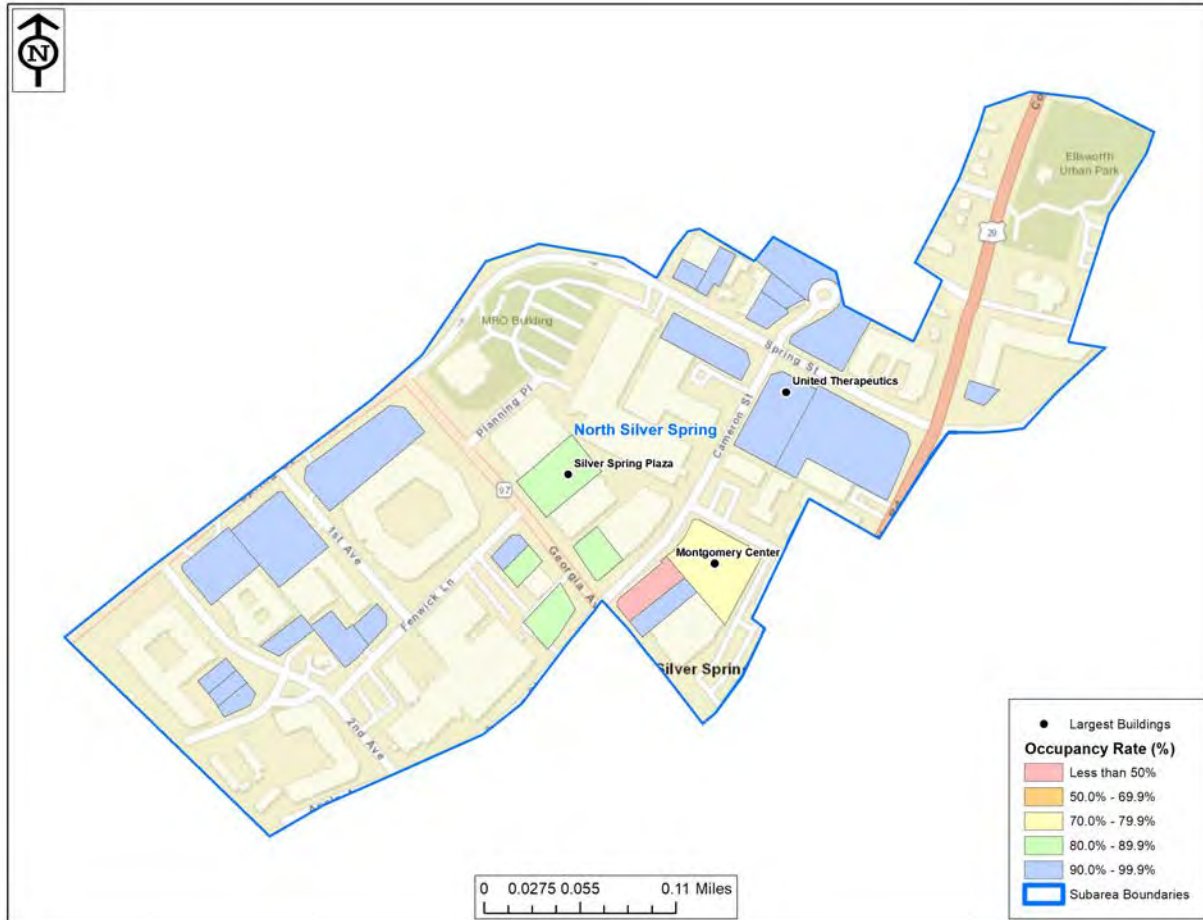 N
Ellsworth
Urban Park
29
MRO Building
Spring St
United Therapeutics
Planning Pl
North Silver Spring
Cameron St
Silver Spring Plaza
97
1st Ave
Georgia Av
Montgomery Center
Fenwick Ln
Silver Spring
2nd Ave
Largest Buildings
Occupancy Rate (%)
Less than 50%
50.0% - 69.9%
70.0% - 79.9%
80.0% - 89.9%
90.0% - 99.9%
Subarea Boundaries
0 0.0275 0.055 0.11 Miles